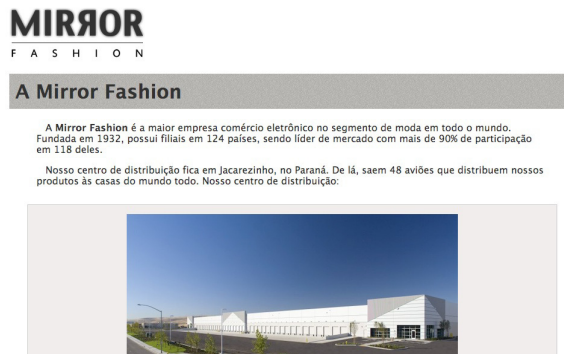 MIRROR
FASHION
A Mirror Fashion
A Mirror Fashion é a maior empresa comércio eletrônico no segmento de moda em todo o mundo.
Fundada em 1932, possui filiais em 124 países, sendo líder de mercado com mais de 90% de participação
em 118 deles.
Nosso centro de distribuição fica em Jacarezinho, no Paraná. De lá, saem 48 aviões que distribuem nossos
produtos às casas do mundo todo. Nosso centro de distribuição: